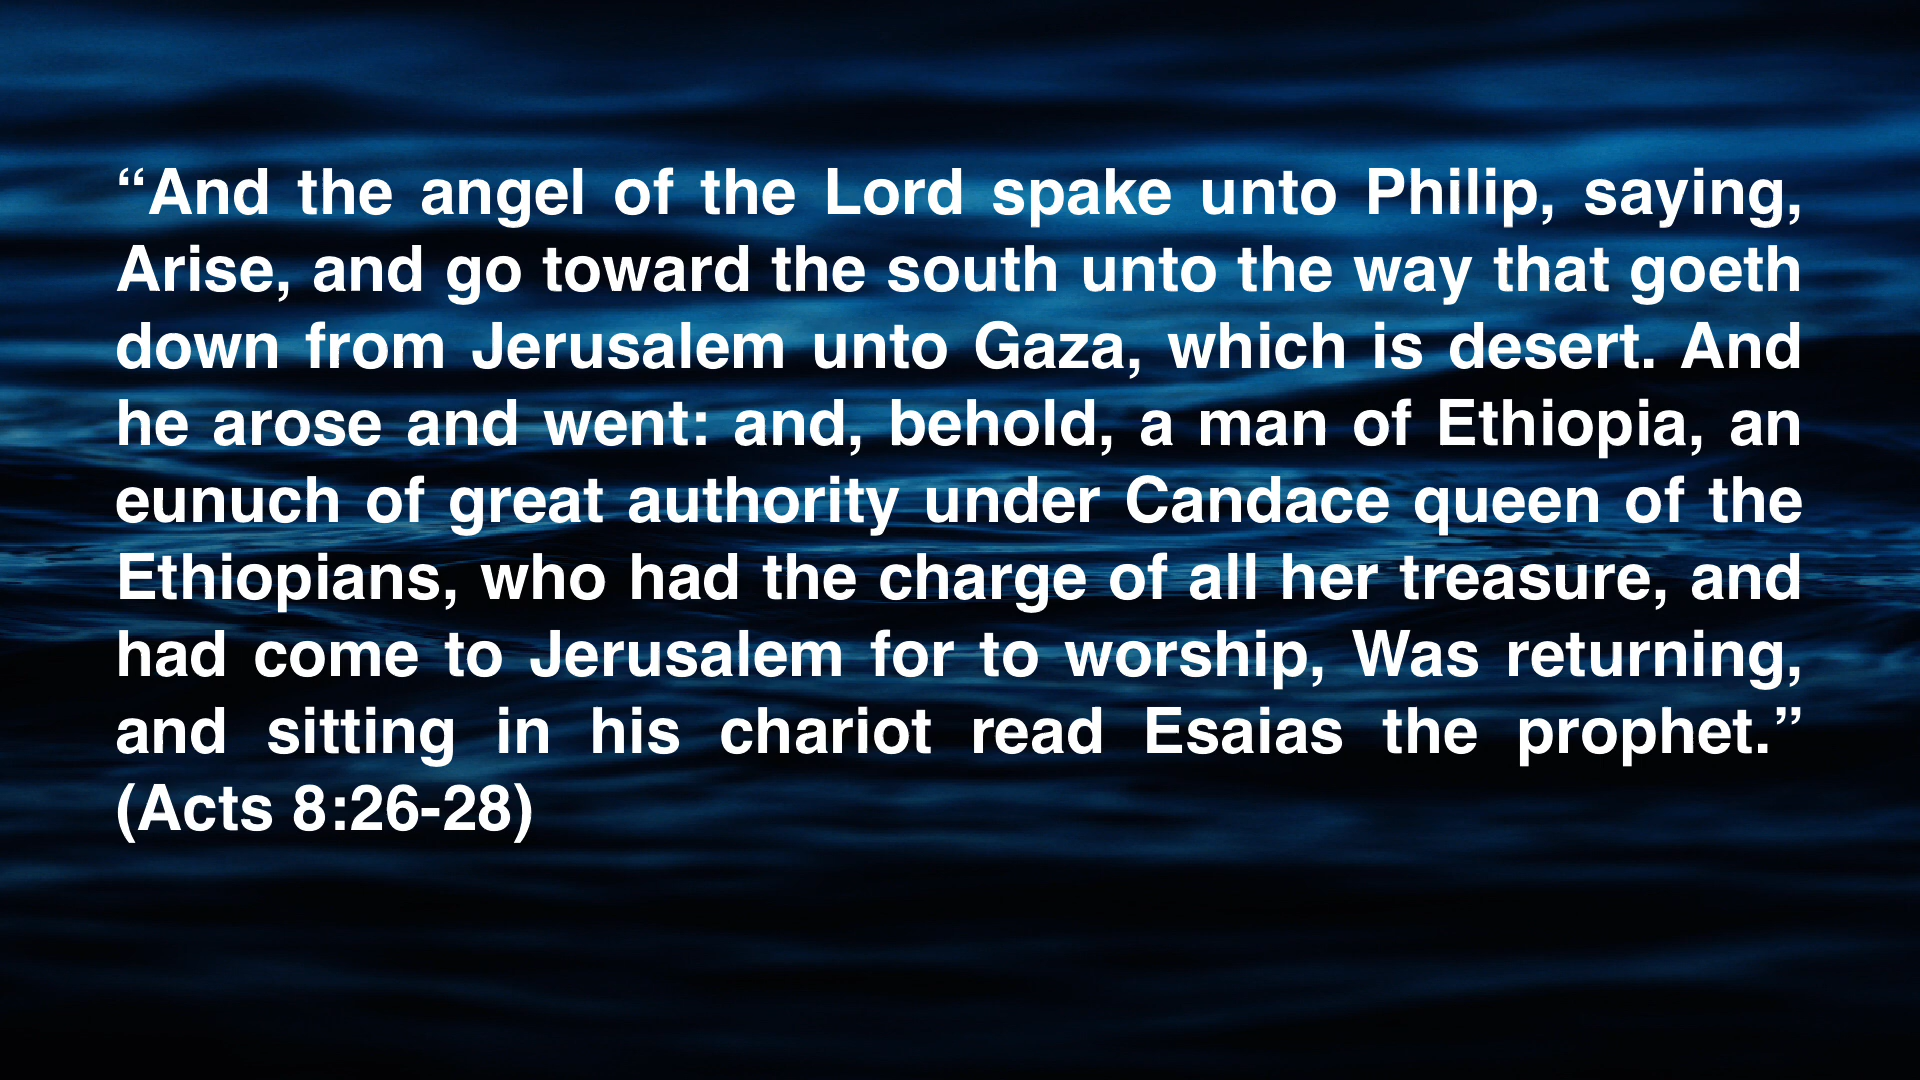 “And the angel of the Lord spake unto Philip, saying,
Arise, and go toward the south unto the way that goeth
down from Jerusalem unto Gaza, which is desert. And
he arose and went: and, behold, a man of Ethiopia, an
eunuch of great authority under Candace queen of the
Ethiopians, who had the charge of all her treasure, and
had come to Jerusalem for to worship, Was returning,
and sitting in his chariot read Esaias the prophet.”
(Acts 8:26-28)